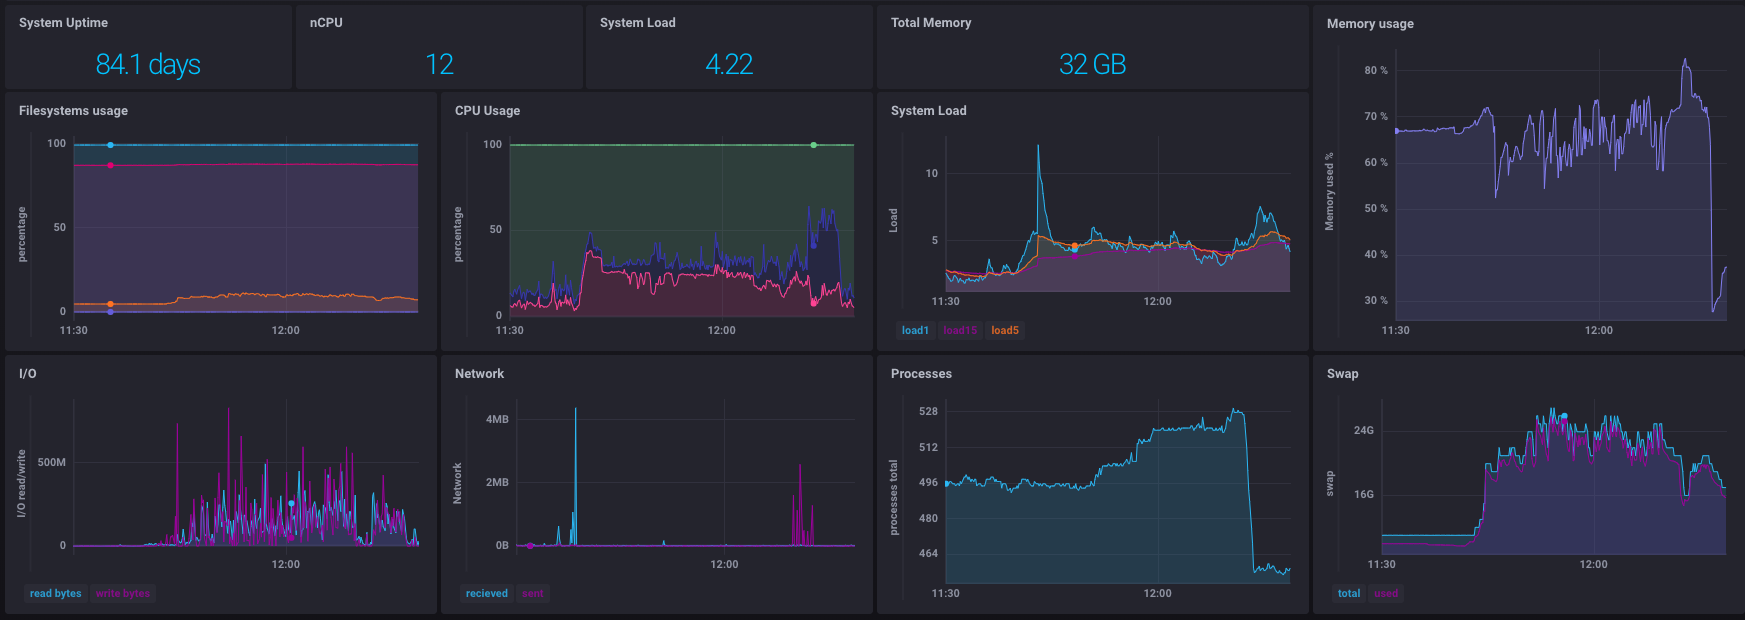 System Uptime
84.1 days
nCPU
12
System Load
4.22
Total Memory
32 GB
Memory usage
Memory used %
80 %
70 %
60 %
50 %
40 %
30 %
11:30
12:00
Filesystems usage
percentage
100
50
0
11:30
12:00
CPU Usage
percentage
100
50
0
11:30
12:00
System Load
Load
10
5
11:30
12:00
load1
load15
load5
I/O
I/O read/write
500M
0
12:00
read bytes
write bytes
Network
Network
4MB
2MB
0B
12:00
recieved
sent
Processes
processes total
528
512
496
480
464
11:30
12:00
Swap
swap
24G
16G
11:30
12:00
total
used